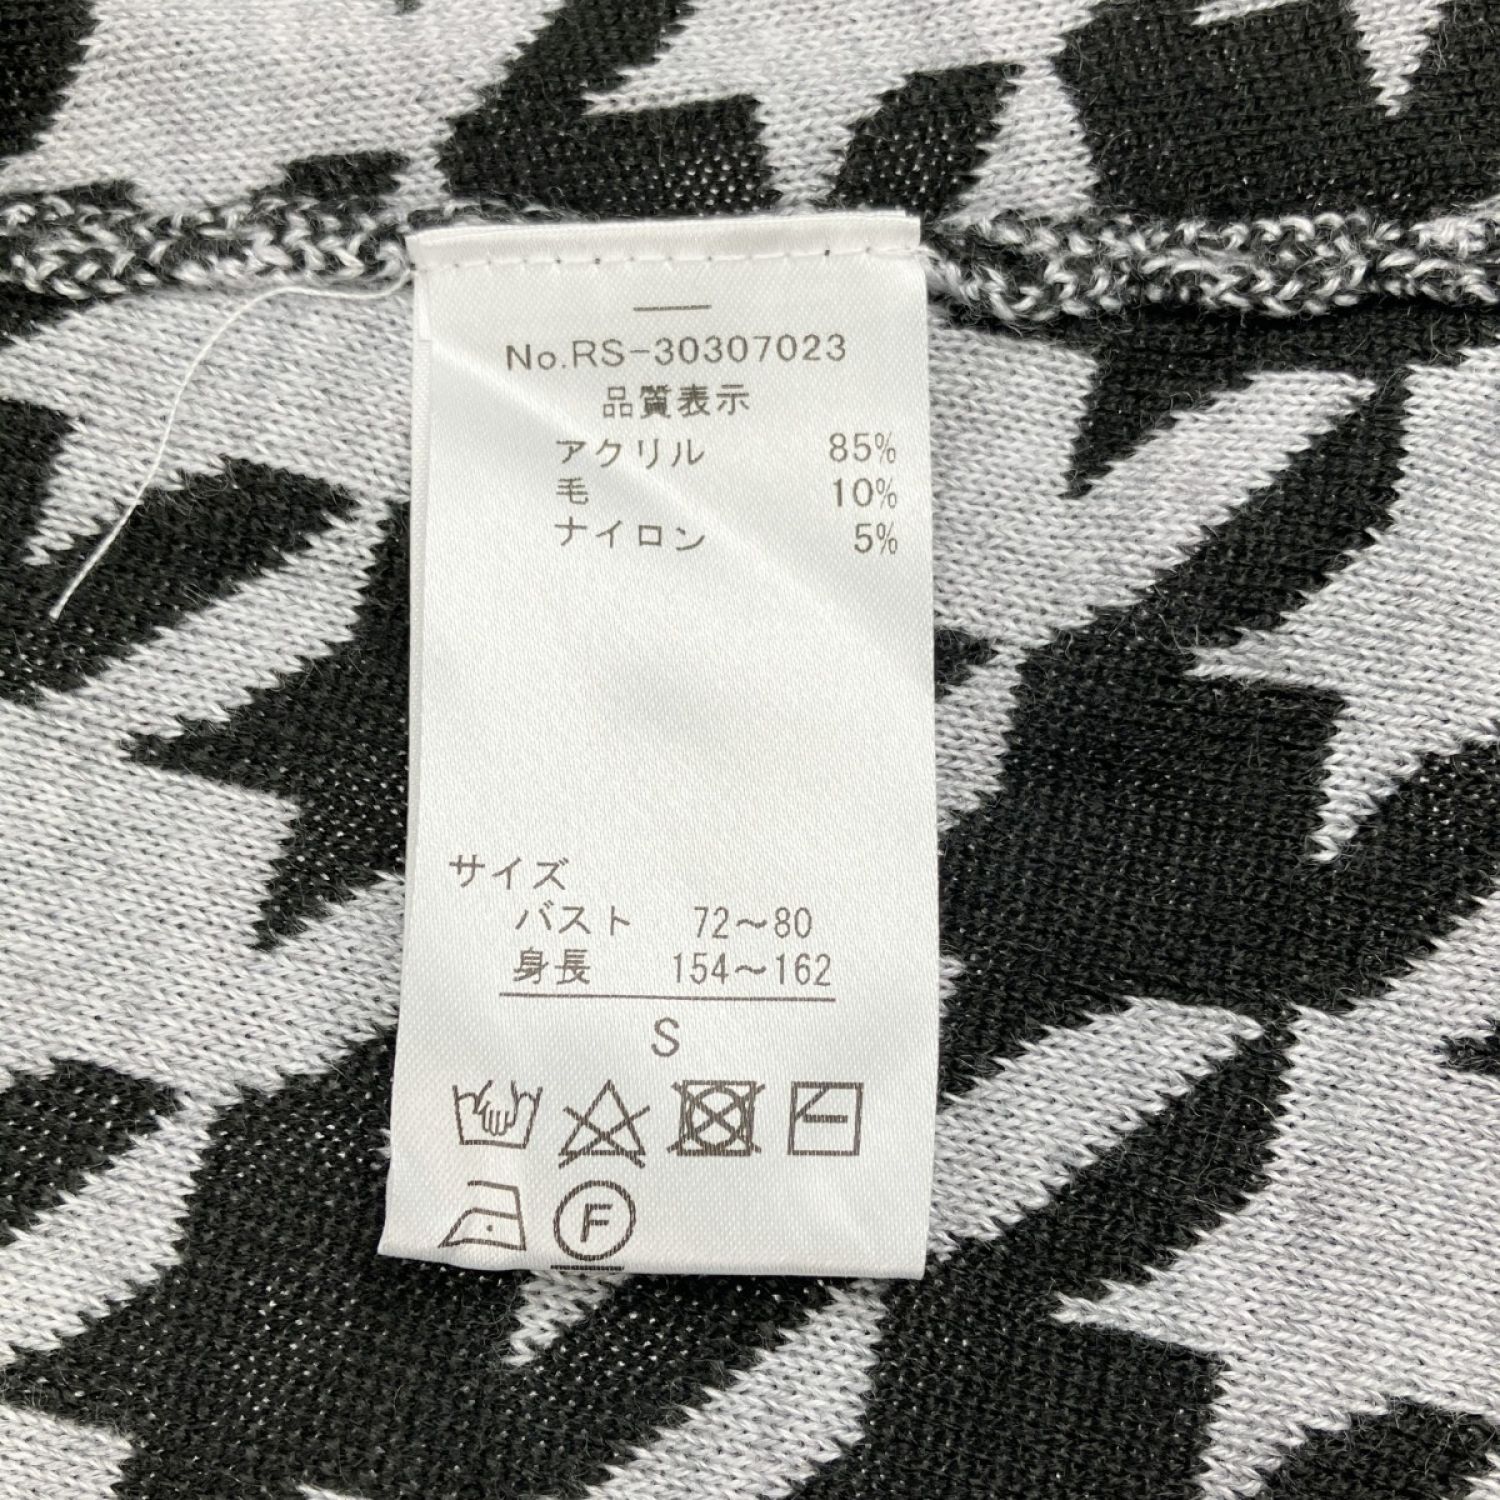 No.RS-30307023
品質表示
アクリル 85%
毛 10%
ナイロン 5%
サイズ
バスト 72～80
身長 154～162
S
F